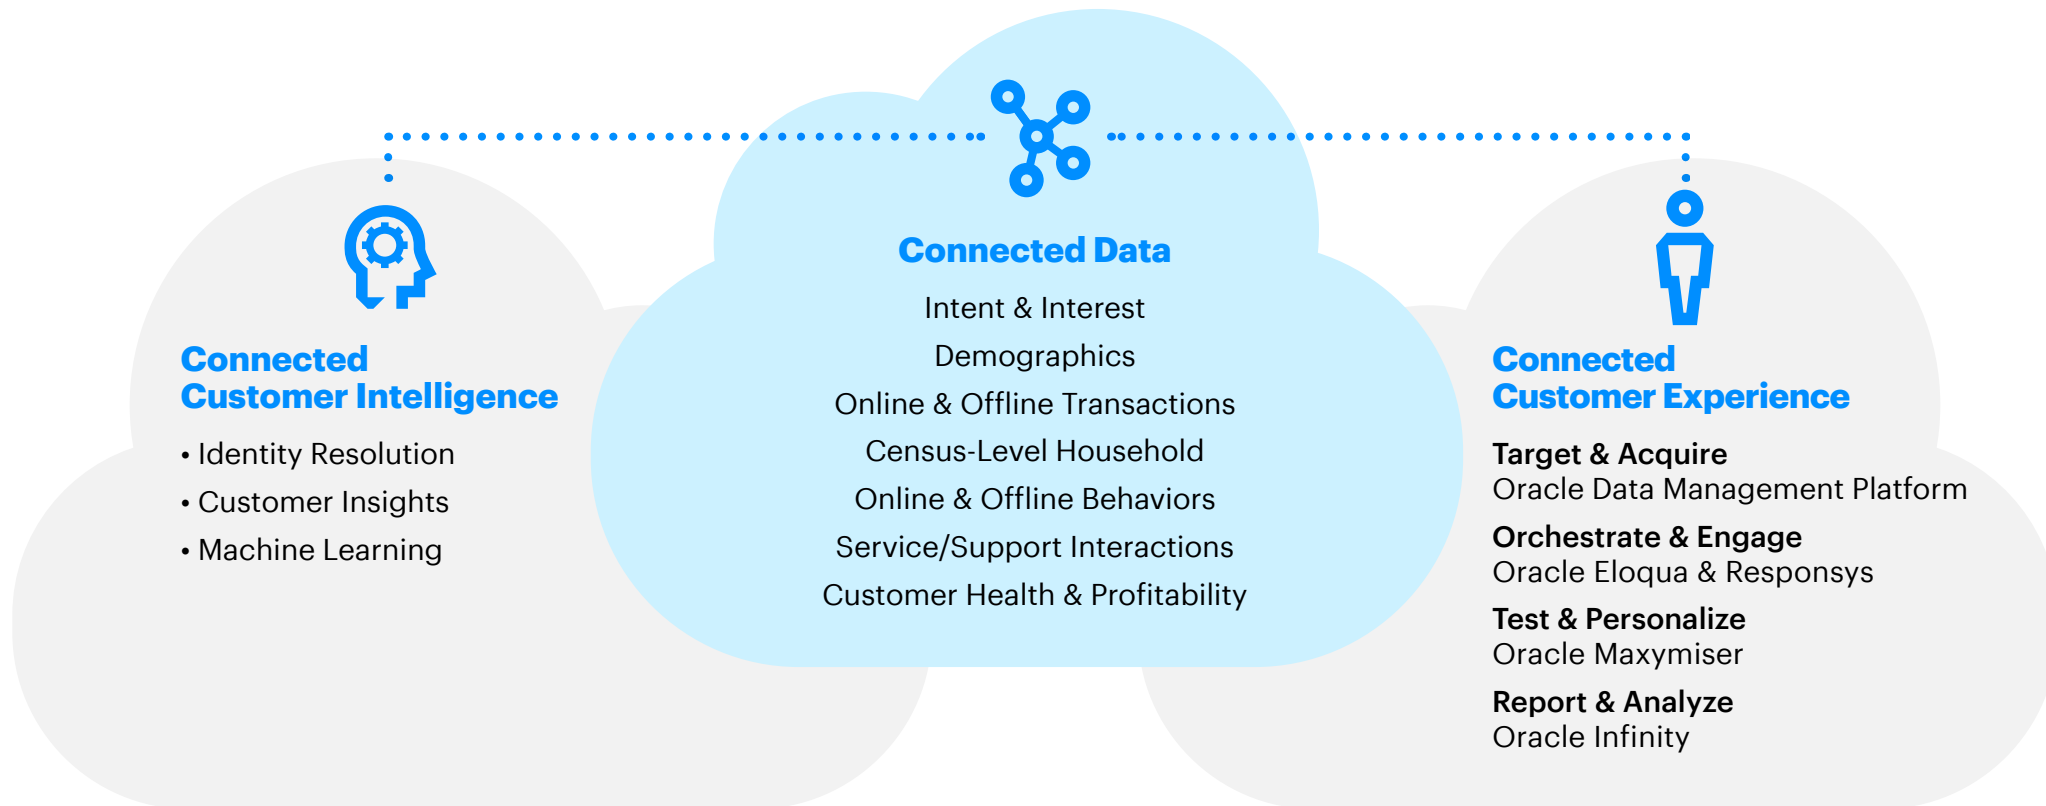 Connected Data
Intent & Interest
Demographics
Online & Offline Transactions
Census-Level Household
Online & Offline Behaviors
Service/Support Interactions
Customer Health & Profitability
Connected
Customer Intelligence
• Identity Resolution
• Customer Insights
• Machine Learning
Connected
Customer Experience
Target & Acquire
Oracle Data Management Platform
Orchestrate & Engage
Oracle Eloqua & Responsys
Test & Personalize
Oracle Maxymiser
Report & Analyze
Oracle Infinity